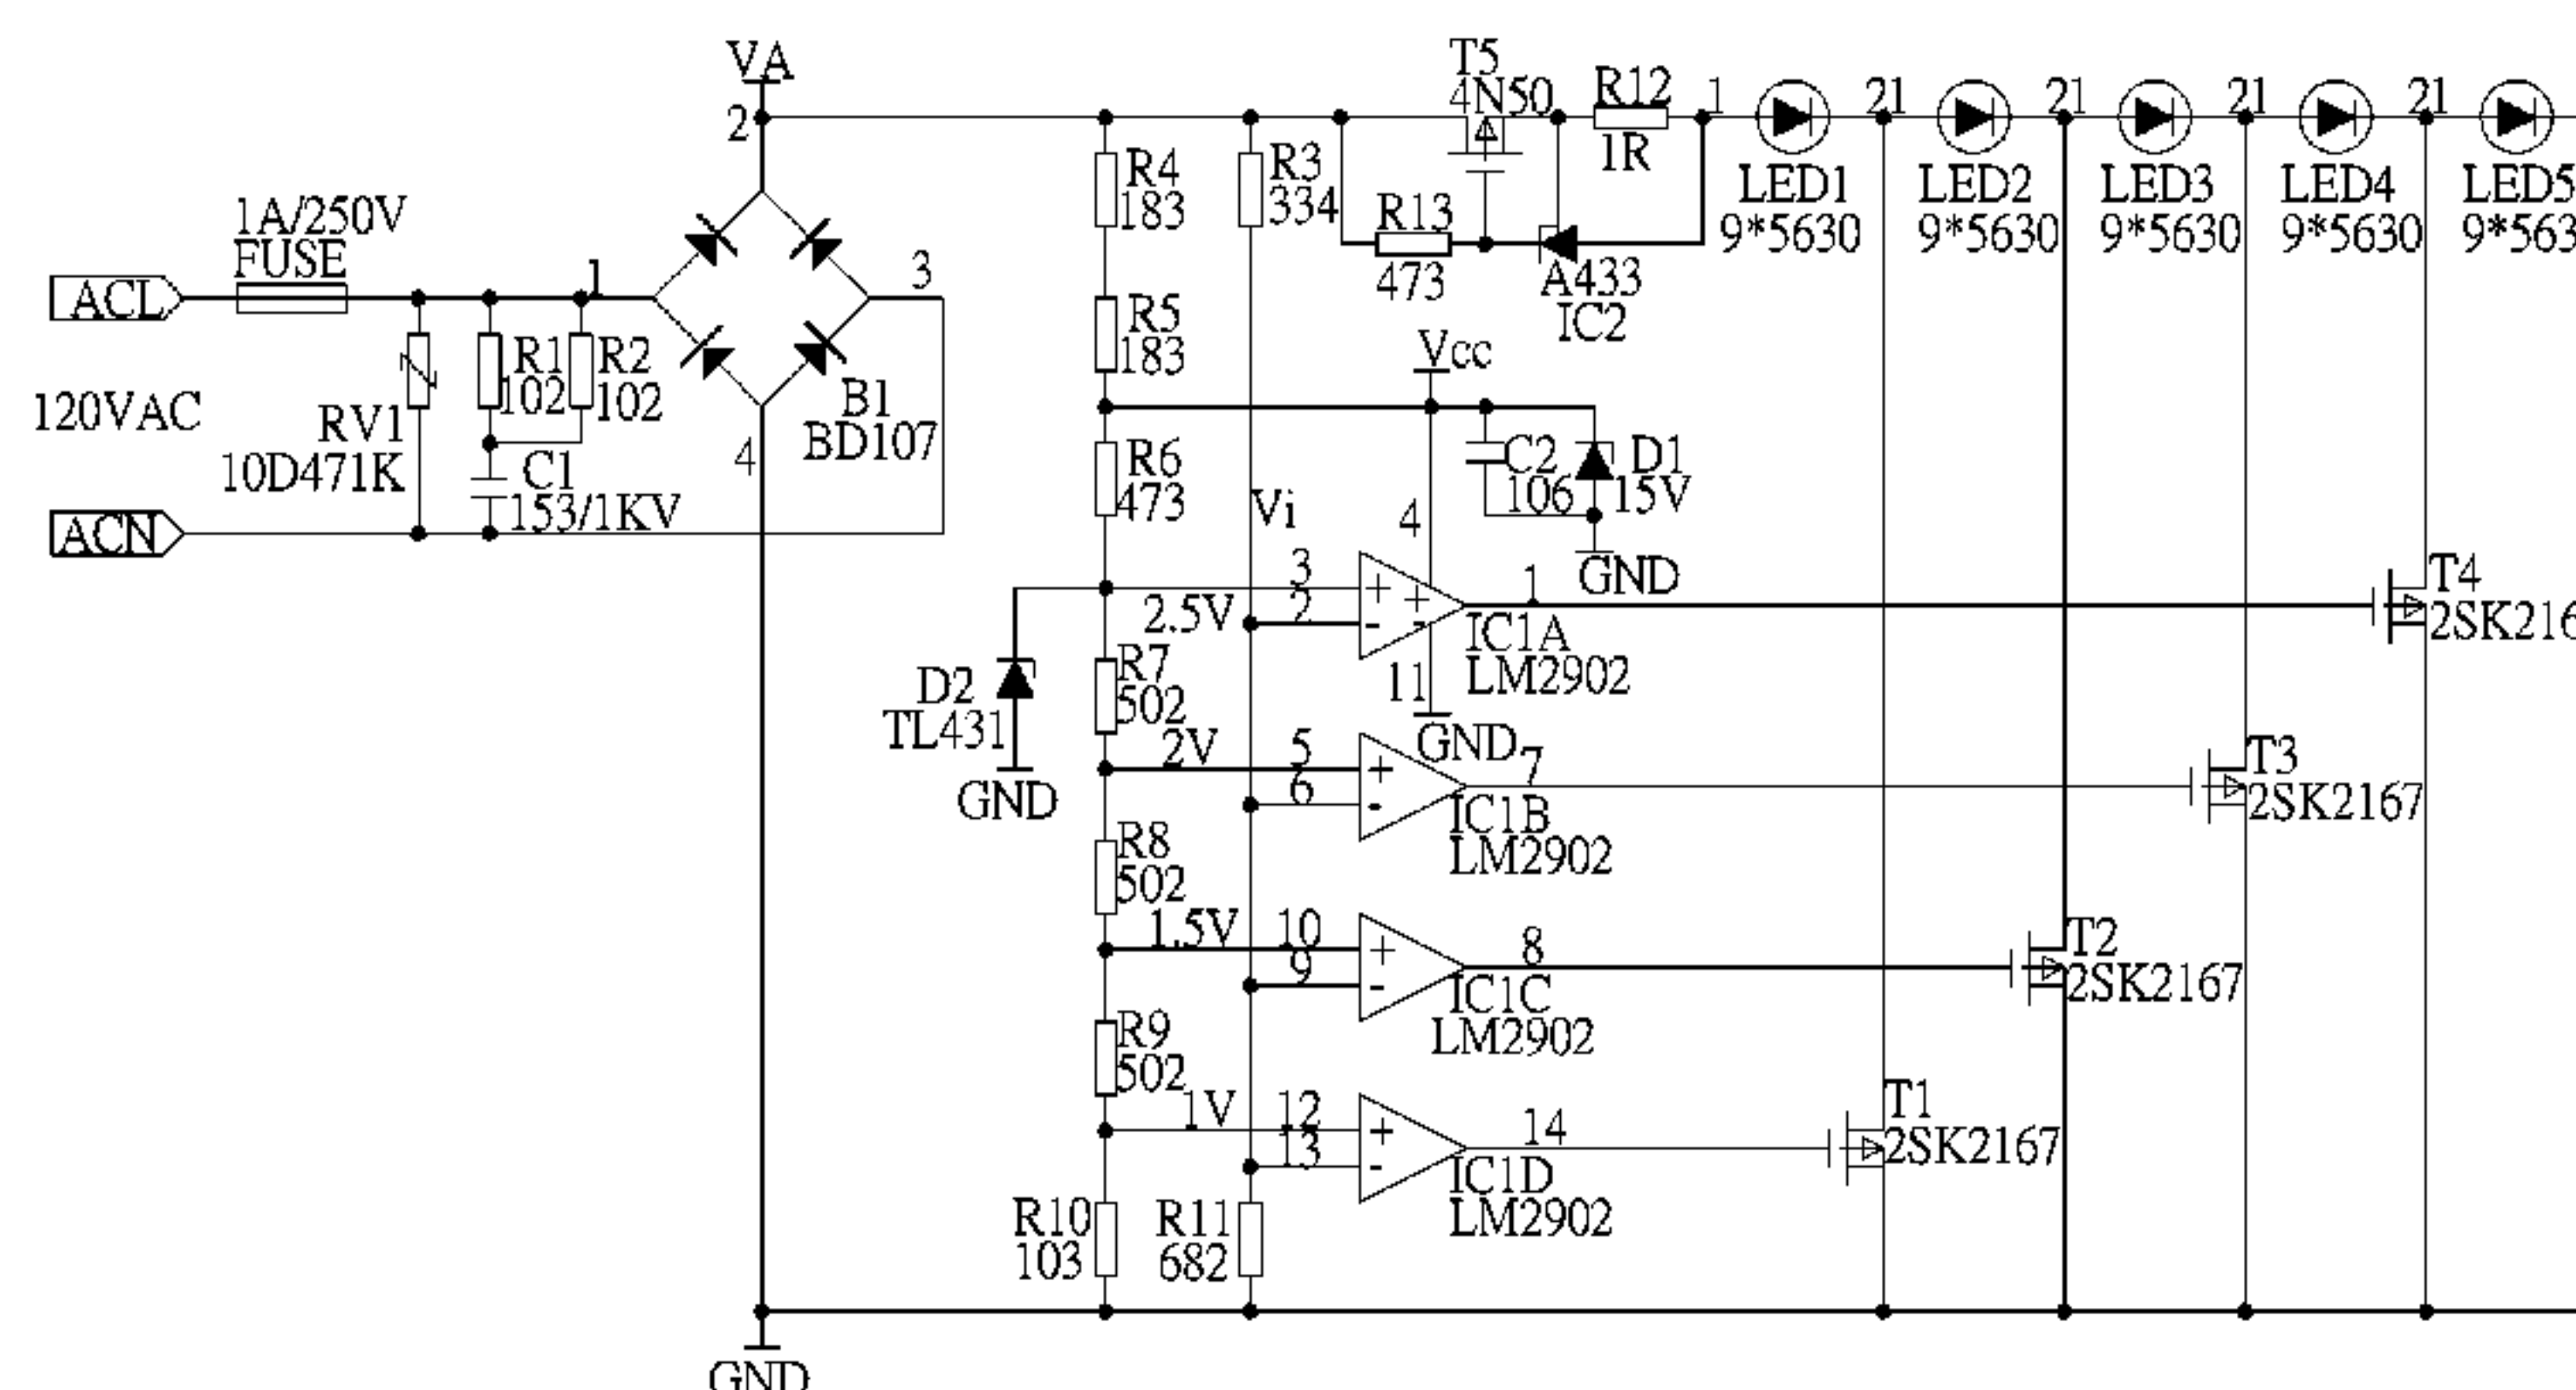 VA
2
1A/250V
FUSE
ACL
1
3
R1
102
R2
102
120VAC
RV1
10D471K
C1
153/1KV
ACN
B1
BD107
4
GND
R4
183
R3
334
R5
183
R6
473
Vi
T5
4N50
R12
1R
R13
473
A433
IC2
1
LED1
9*5630
21
LED2
9*5630
21
LED3
9*5630
21
LED4
9*5630
21
LED5
9*563
Vcc
C2
106
D1
15V
GND
4
3
2
2.5V
1
IC1A
LM2902
11
GND
D2
TL431
GND
R7
502
2V
5
6
7
IC1B
LM2902
R8
502
1.5V
10
9
8
IC1C
LM2902
R9
502
1V
12
13
14
IC1D
LM2902
R10
103
R11
682
T4
2SK216
T3
2SK2167
T2
2SK2167
T1
2SK2167